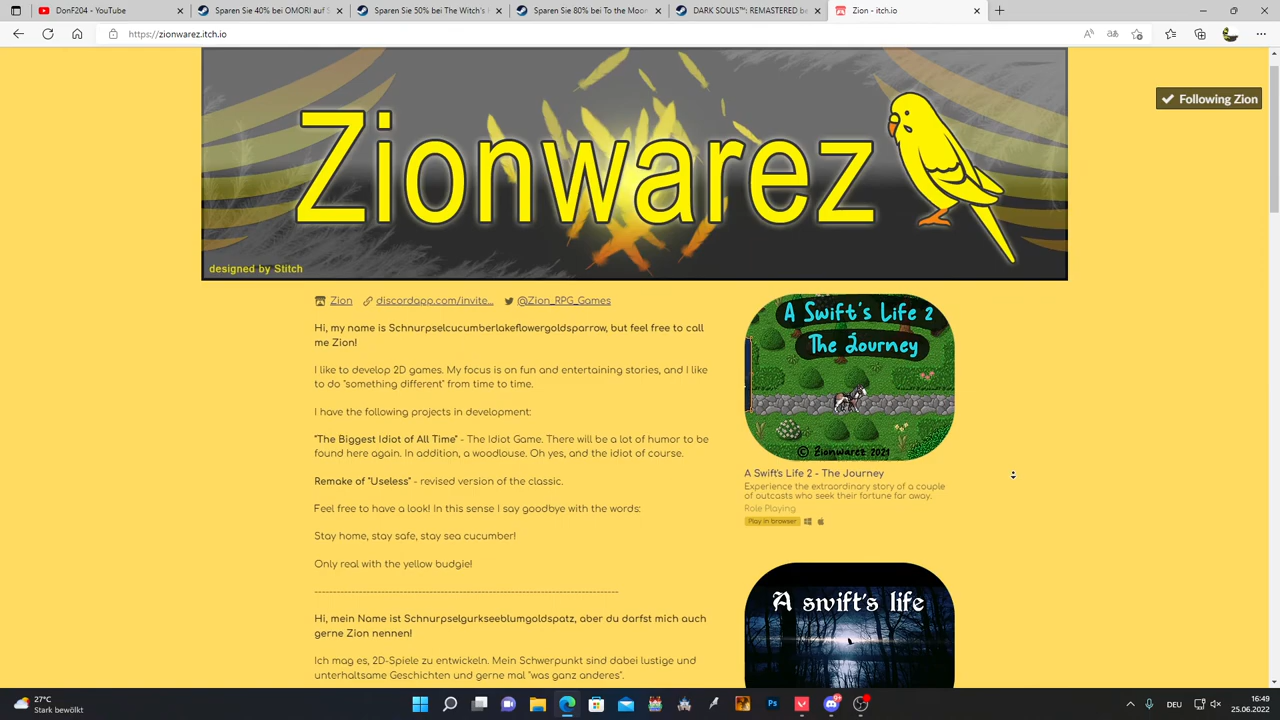 DonF204 - YouTube
Sparen Sie 40% bei OMORI auf S
Sparen Sie 50% bei The Witch's
Sparen Sie 80% bei To the Moon
DARK SOULS™: REMASTERED be
Zion - itch.io
https://zionwarez.itch.io
Following Zion
Zionwarez
designed by Stitch
Zion discordapp.com/invite... @Zion_RPG_Games
Hi, my name is Schnurpselcucumberlakeflowergoldsparrow, but feel free to call
me Zion!
I like to develop 2D games. My focus is on fun and entertaining stories, and I like
to do "something different" from time to time.
I have the following projects in development:
"The Biggest Idiot of All Time" - The Idiot Game. There will be a lot of humor to be
found here again. In addition, a woodlouse. Oh yes, and the idiot of course.
Remake of "Useless" - revised version of the classic.
Feel free to have a look! In this sense I say goodbye with the words:
Stay home, stay safe, stay sea cucumber!
Only real with the yellow budgie!
--------------------------------------------------------------------------------
Hi, mein Name ist Schnurpselgurkseeblumgoldspatz, aber du darfst mich auch
gerne Zion nennen!
Ich mag es, 2D-Spiele zu entwickeln. Mein Schwerpunkt sind dabei lustige und
unterhaltsame Geschichten und gerne mal "was ganz anderes".
A Swift's Life 2
The Journey
© Zionwarez 2021
A Swift's Life 2 - The Journey
Experience the extraordinary story of a couple
of outcasts who seek their fortune far away.
Role Playing
Play in browser
A swift's life
27°C
Stark bewölkt
DEU
16:49
25.06.2022